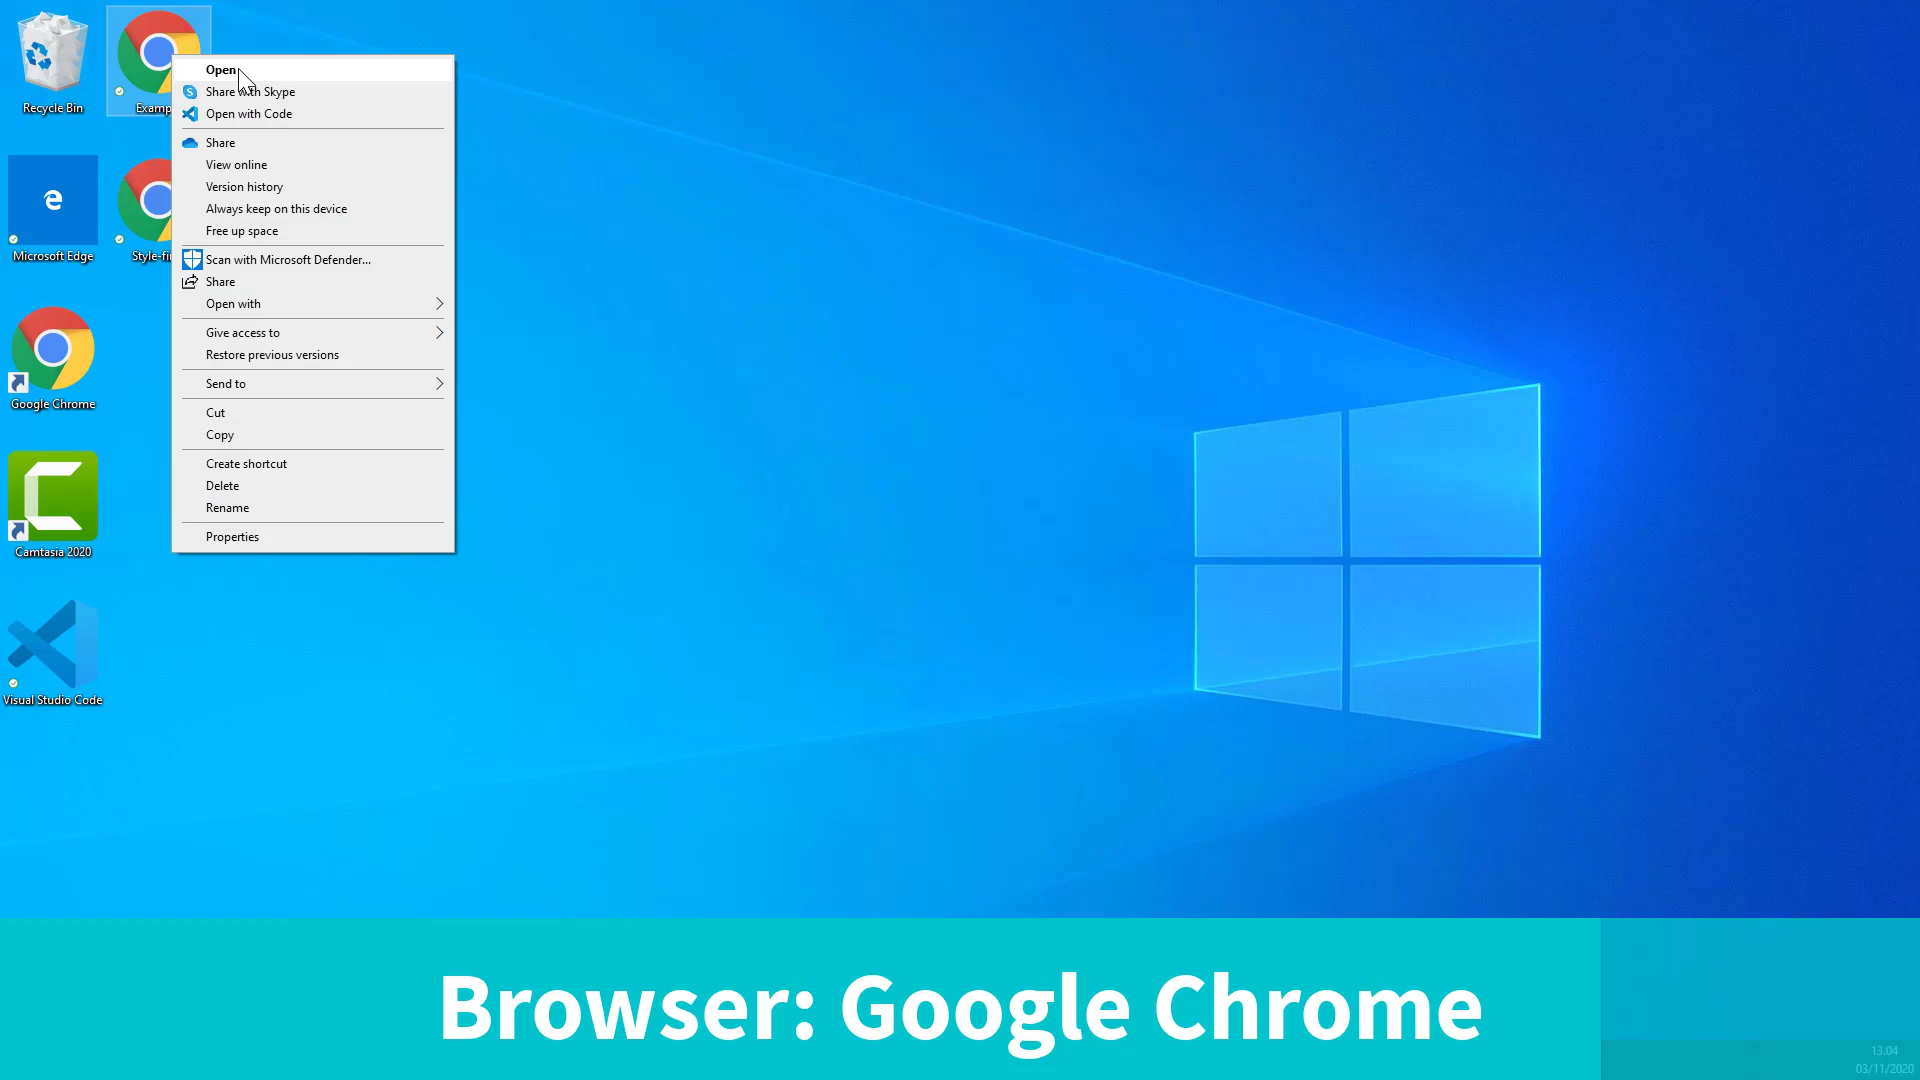 Recycle Bin
Microsoft Edge
Google Chrome
Camtasia 2020
Visual Studio Code
Examp
Style-fi
Open
Share with Skype
Open with Code
Share
View online
Version history
Always keep on this device
Free up space
Scan with Microsoft Defender...
Share
Open with
Give access to
Restore previous versions
Send to
Cut
Copy
Create shortcut
Delete
Rename
Properties
Browser: Google Chrome
13.04
03/11/2020